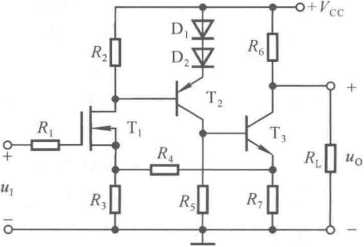 +V_CC
D₁
R₂
R₆
D₂
T₂
T₃
R₁
T₁
R₄
+
+
R_L
u_I
u_O
R₃
R₅
R₇
−
−